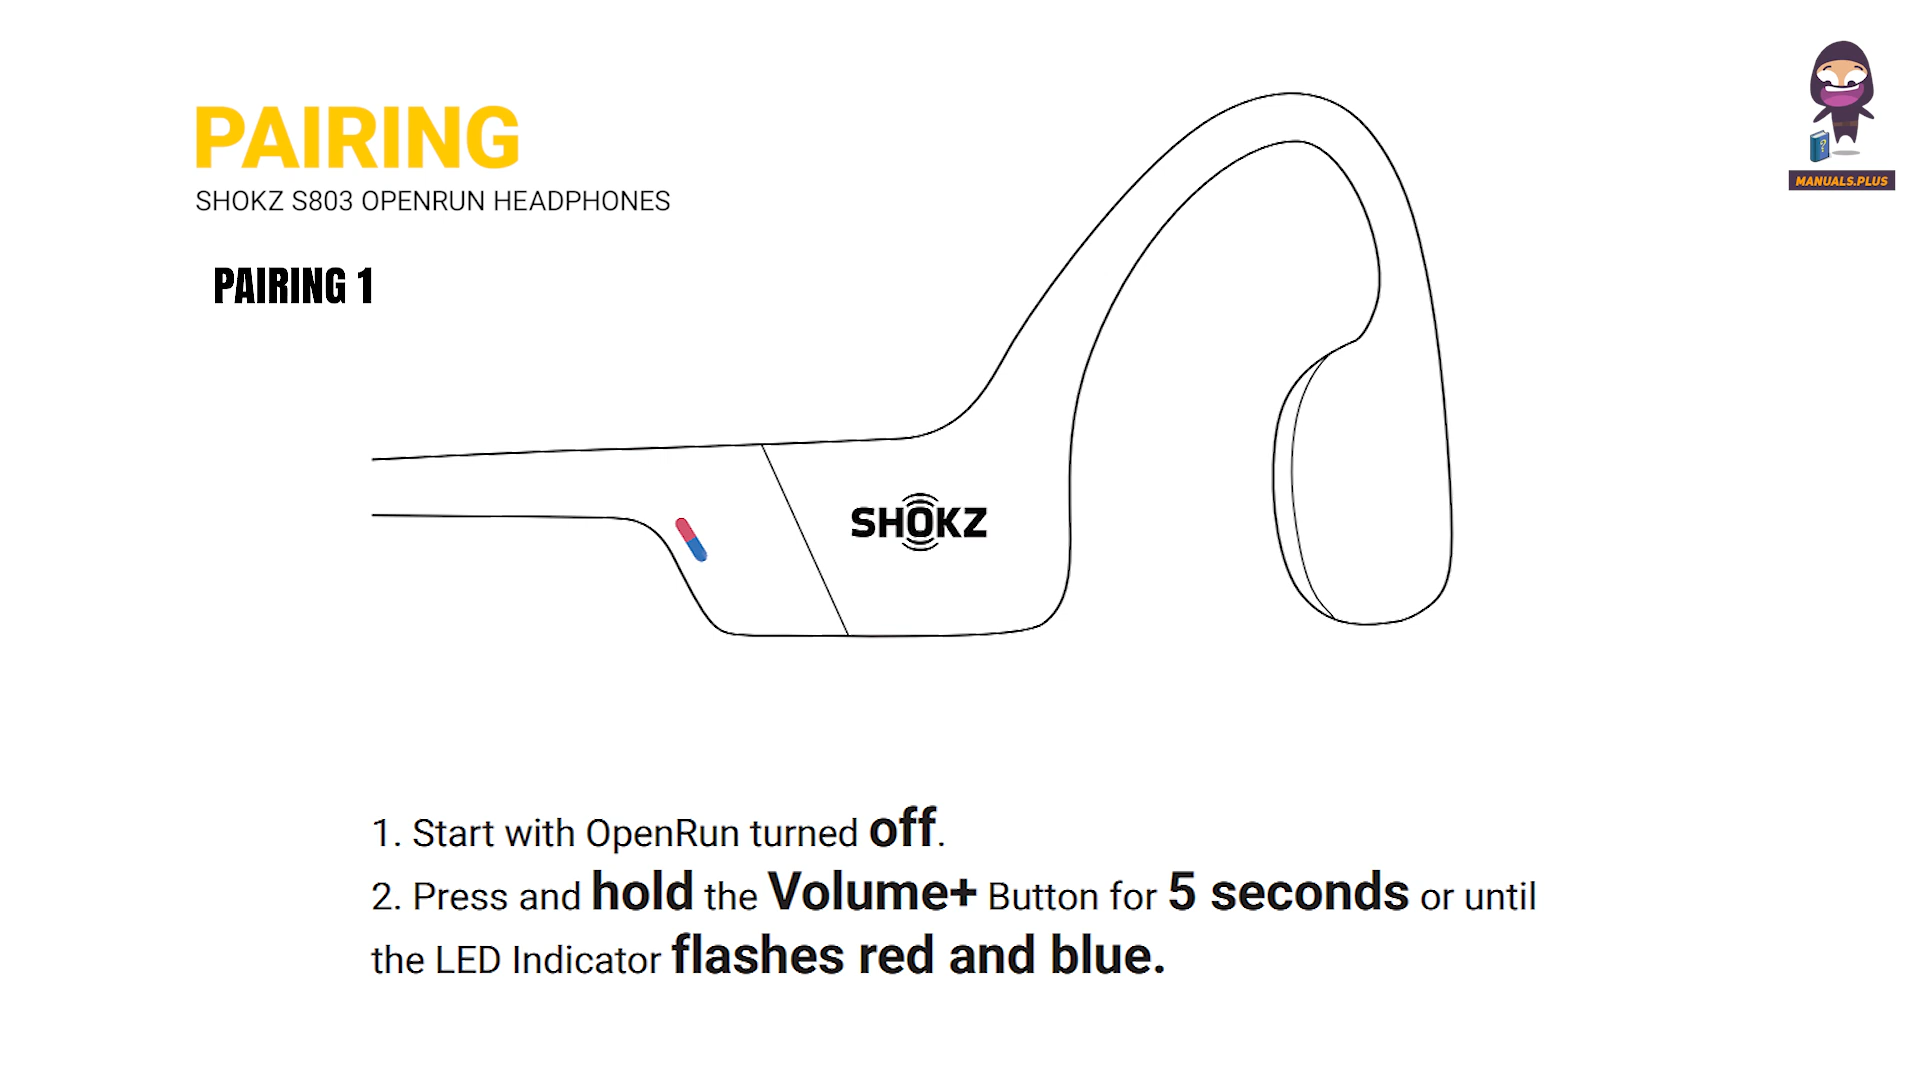 PAIRING
SHOKZ S803 OPENRUN HEADPHONES
PAIRING 1
MANUALS.PLUS
?
SHOKZ
1. Start with OpenRun turned off.
2. Press and hold the Volume+ Button for 5 seconds or until
the LED Indicator flashes red and blue.